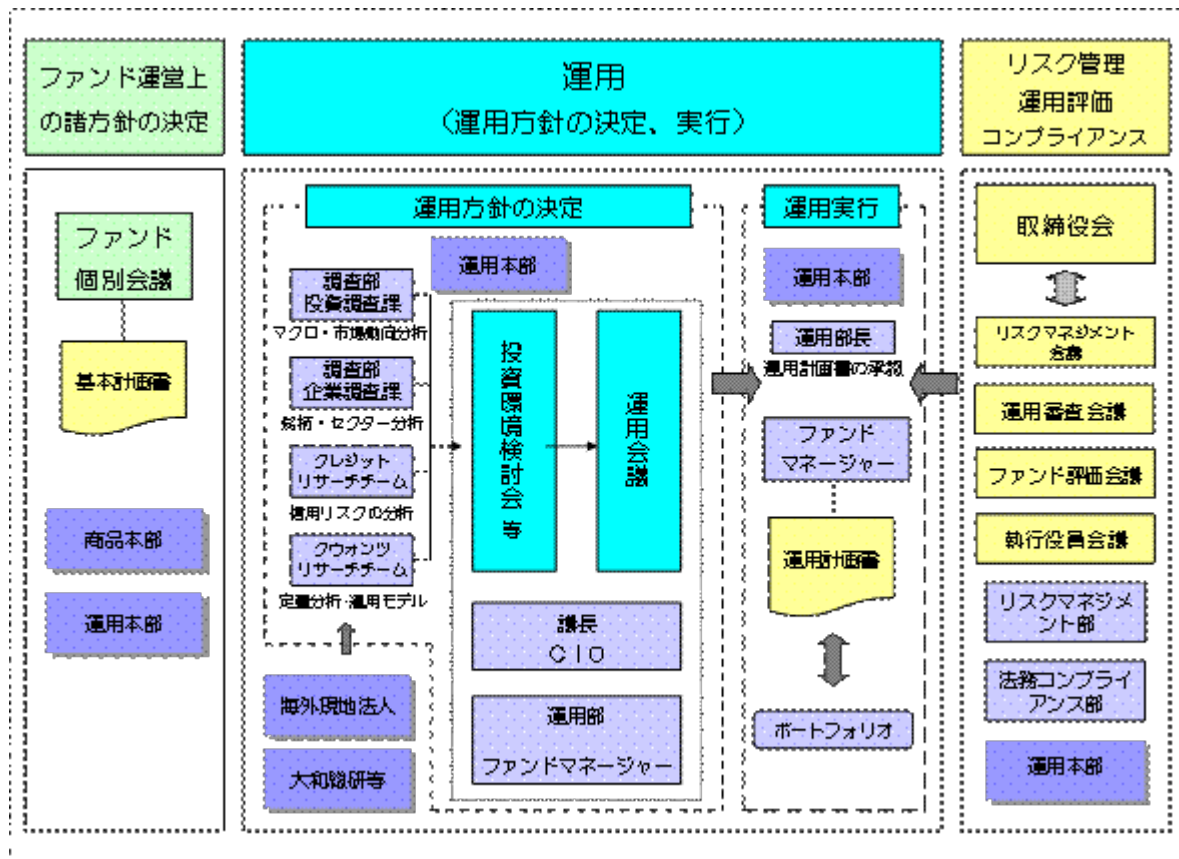 ファンド運営上
の諸方針の決定
運用
(運用方針の決定、実行)
リスク管理
運用評価
コンプライアンス
ファンド
個別会議
基本計画書
商品本部
運用本部
運用方針の決定
運用本部
調査部
投資調査課
マクロ・市場動向分析
調査部
企業調査課
銘柄・セクター分析
クレジット
リサーチチーム
信用リスクの分析
クウォンツ
リサーチチーム
定量分析・運用モデル
海外現地法人
大和総研等
投資環境検討会 等
運用会議
議長
CIO
運用部
ファンドマネージャー
運用実行
運用本部
運用部長
運用計画書の承認
ファンド
マネージャー
運用計画書
ポートフォリオ
取締役会
リスクマネジメント
会議
運用審査会議
ファンド評価会議
執行役員会議
リスクマネジメ
ント部
法務コンプライ
アンス部
運用本部